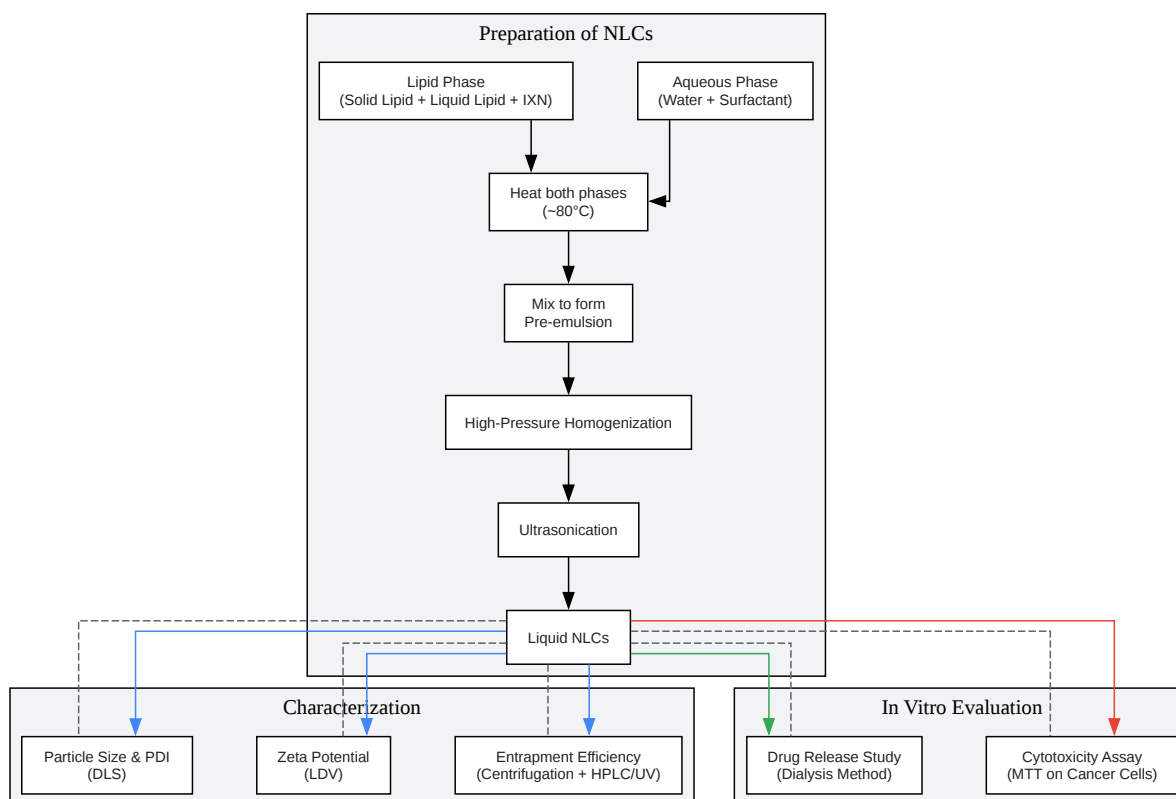 Preparation of NLCs
Lipid Phase
(Solid Lipid + Liquid Lipid + IXN)
Aqueous Phase
(Water + Surfactant)
Heat both phases
(~80°C)
Mix to form
Pre-emulsion
High-Pressure Homogenization
Ultrasonication
Liquid NLCs
Characterization
Particle Size & PDI
(DLS)
Zeta Potential
(LDV)
Entrapment Efficiency
(Centrifugation + HPLC/UV)
In Vitro Evaluation
Drug Release Study
(Dialysis Method)
Cytotoxicity Assay
(MTT on Cancer Cells)